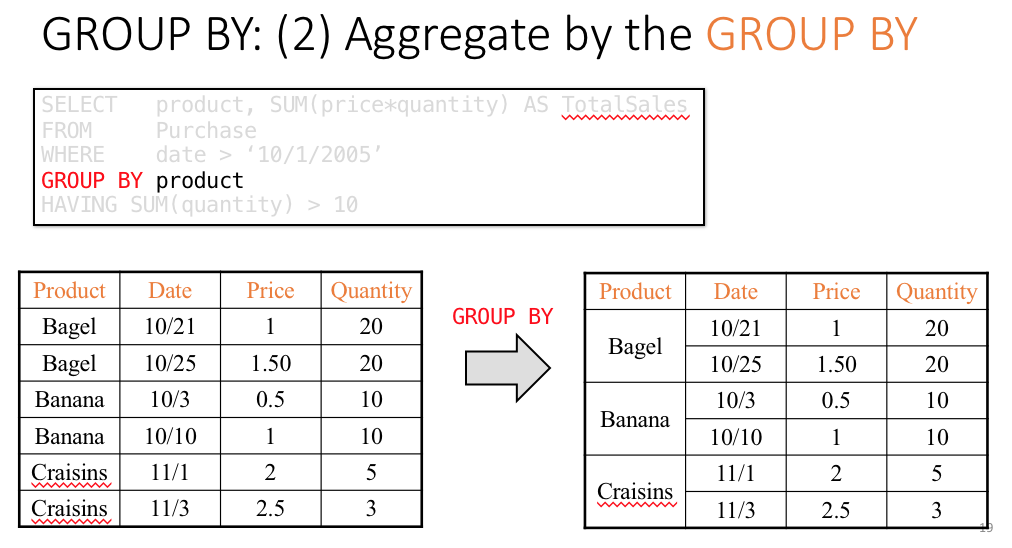 GROUP BY: (2) Aggregate by the GROUP BY
SELECT product, SUM(price*quantity) AS TotalSales
FROM Purchase
WHERE date > ‘10/1/2005’
GROUP BY product
HAVING SUM(quantity) > 10
Product Date Price Quantity
Bagel 10/21 1 20
Bagel 10/25 1.50 20
Banana 10/3 0.5 10
Banana 10/10 1 10
Craisins 11/1 2 5
Craisins 11/3 2.5 3
GROUP BY
Product Date Price Quantity
Bagel 10/21 1 20
10/25 1.50 20
Banana 10/3 0.5 10
10/10 1 10
Craisins 11/1 2 5
11/3 2.5 3
19